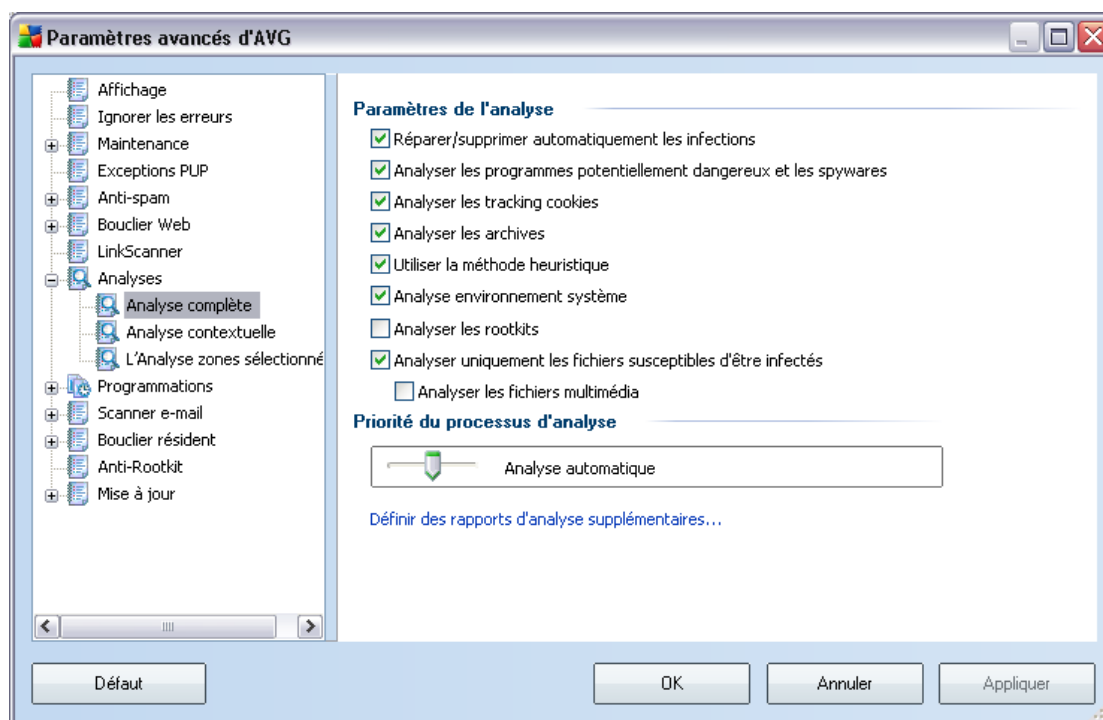 Paramètres avancés d'AVG
Affichage
Ignorer les erreurs
Maintenance
Exceptions PUP
Anti-spam
Bouclier Web
LinkScanner
Analyses
Analyse complète
Analyse contextuelle
L'Analyse zones sélectionné
Programmations
Scanner e-mail
Bouclier résident
Anti-Rootkit
Mise à jour
Paramètres de l'analyse
Réparer/supprimer automatiquement les infections
Analyser les programmes potentiellement dangereux et les spywares
Analyser les tracking cookies
Analyser les archives
Utiliser la méthode heuristique
Analyse environnement système
Analyser les rootkits
Analyser uniquement les fichiers susceptibles d'être infectés
Analyser les fichiers multimédia
Priorité du processus d'analyse
Analyse automatique
Définir des rapports d'analyse supplémentaires...
Défaut
OK
Annuler
Appliquer